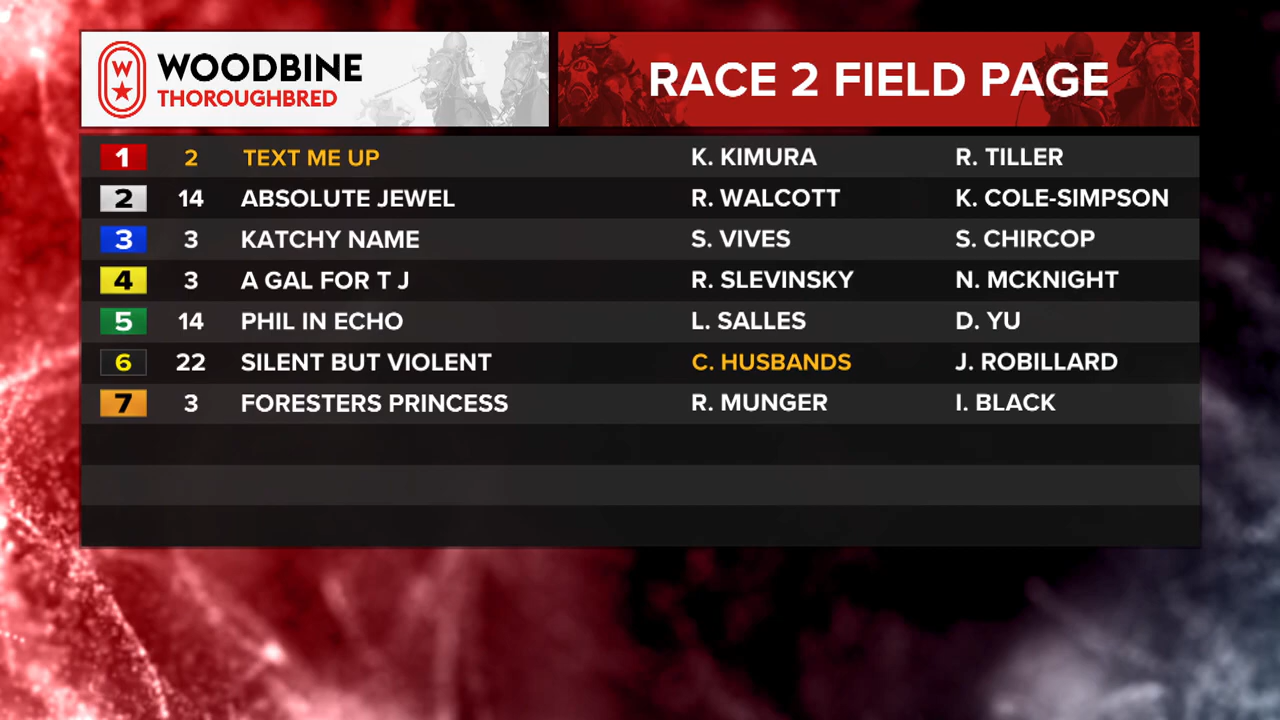 W
WOODBINE
THOROUGHBRED
RACE 2 FIELD PAGE
1 2 TEXT ME UP K. KIMURA R. TILLER
2 14 ABSOLUTE JEWEL R. WALCOTT K. COLE-SIMPSON
3 3 KATCHY NAME S. VIVES S. CHIRCOP
4 3 A GAL FOR T J R. SLEVINSKY N. MCKNIGHT
5 14 PHIL IN ECHO L. SALLES D. YU
6 22 SILENT BUT VIOLENT C. HUSBANDS J. ROBILLARD
7 3 FORESTERS PRINCESS R. MUNGER I. BLACK